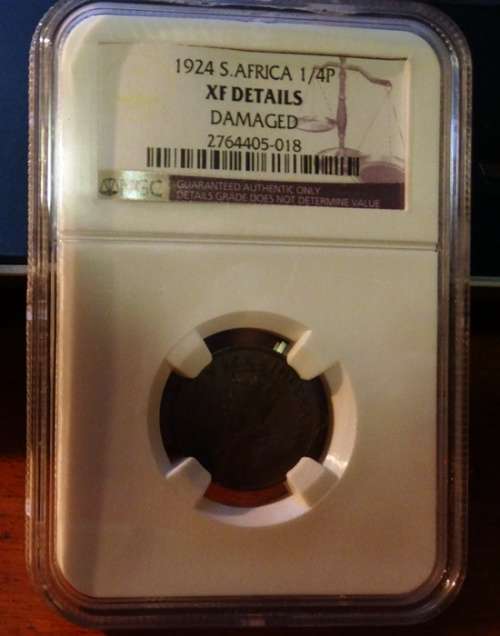 1924 S.AFRICA 1/4P
XF DETAILS
DAMAGED
2764405-018
NGC GUARANTEED AUTHENTIC ONLY
DETAILS GRADE DOES NOT DETERMINE VALUE